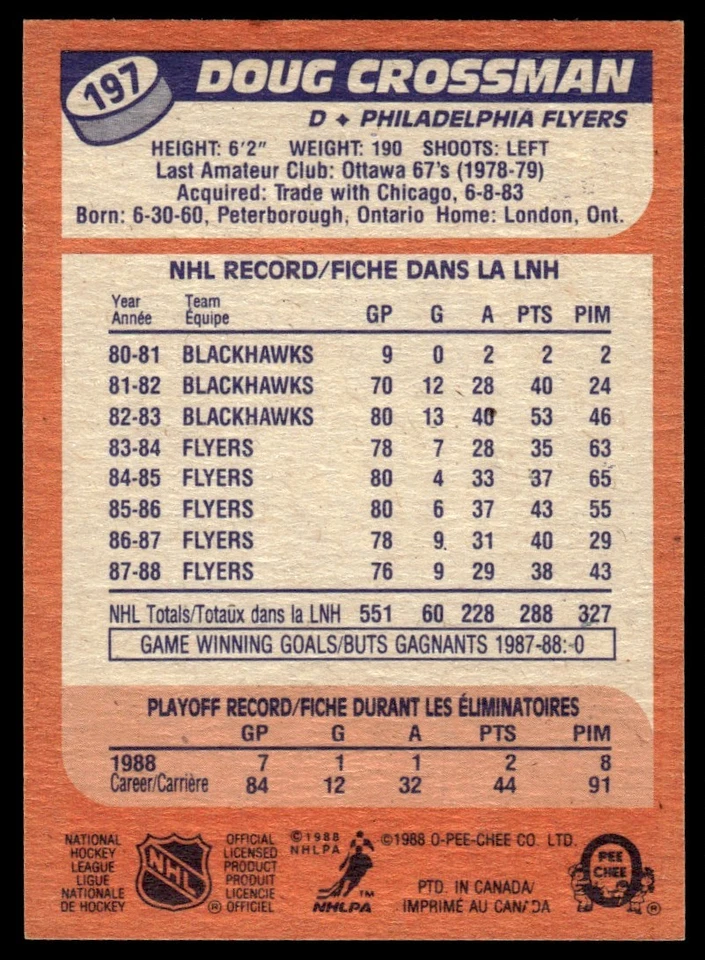 197
DOUG CROSSMAN
D ♦ PHILADELPHIA FLYERS
HEIGHT: 6'2" WEIGHT: 190 SHOOTS: LEFT
Last Amateur Club: Ottawa 67's (1978-79)
Acquired: Trade with Chicago, 6-8-83
Born: 6-30-60, Peterborough, Ontario Home: London, Ont.
NHL RECORD/FICHE DANS LA LNH
Year Team
Année Équipe GP G A PTS PIM
80-81 BLACKHAWKS 9 0 2 2 2
81-82 BLACKHAWKS 70 12 28 40 24
82-83 BLACKHAWKS 80 13 40 53 46
83-84 FLYERS 78 7 28 35 63
84-85 FLYERS 80 4 33 37 65
85-86 FLYERS 80 6 37 43 55
86-87 FLYERS 78 9 31 40 29
87-88 FLYERS 76 9 29 38 43
NHL Totals/Totaux dans la LNH 551 60 228 288 327
GAME WINNING GOALS/BUTS GAGNANTS 1987-88: 0
PLAYOFF RECORD/FICHE DURANT LES ÉLIMINATOIRES
GP G A PTS PIM
1988 7 1 1 2 8
Career/Carrière 84 12 32 44 91
NATIONAL
HOCKEY
LEAGUE
LIGUE
NATIONALE
DE HOCKEY
NHL
®
OFFICIAL
LICENSED
PRODUCT
PRODUIT
LICENCIE
OFFICIEL
©1988
NHLPA
TM
NHLPA
©1988 O-PEE-CHEE CO. LTD.
PTD. IN CANADA/
IMPRIMÉ AU CANADA
O
PEE
CHEE
®